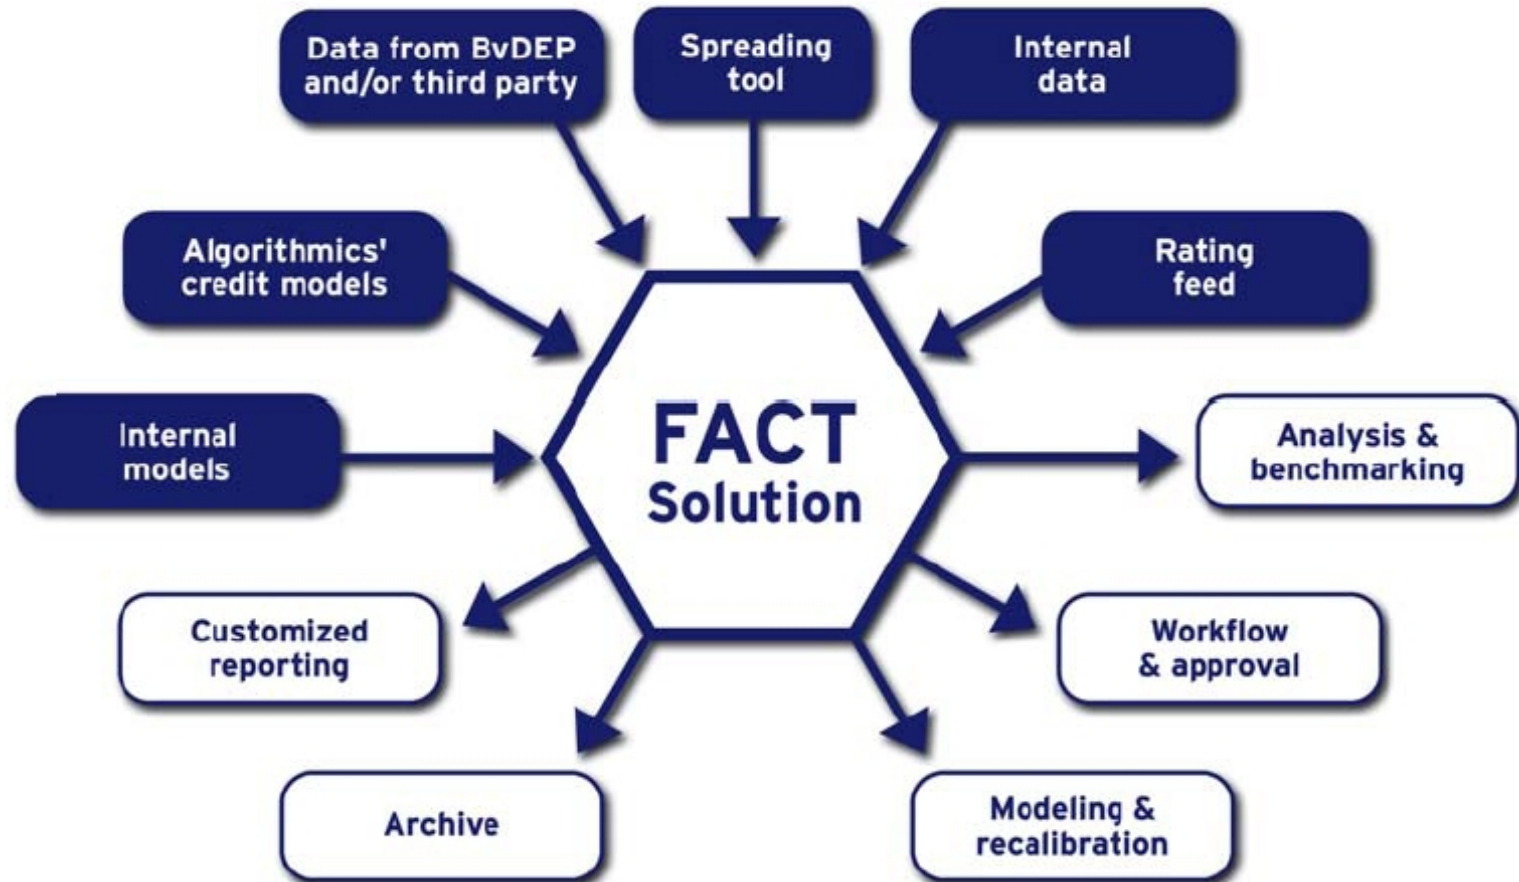 Data from BvDEP
and/or third party
Spreading
tool
Internal
data
Algorithmics'
credit models
Rating
feed
Internal
models
FACT
Solution
Analysis &
benchmarking
Customized
reporting
Workflow
& approval
Archive
Modeling &
recalibration